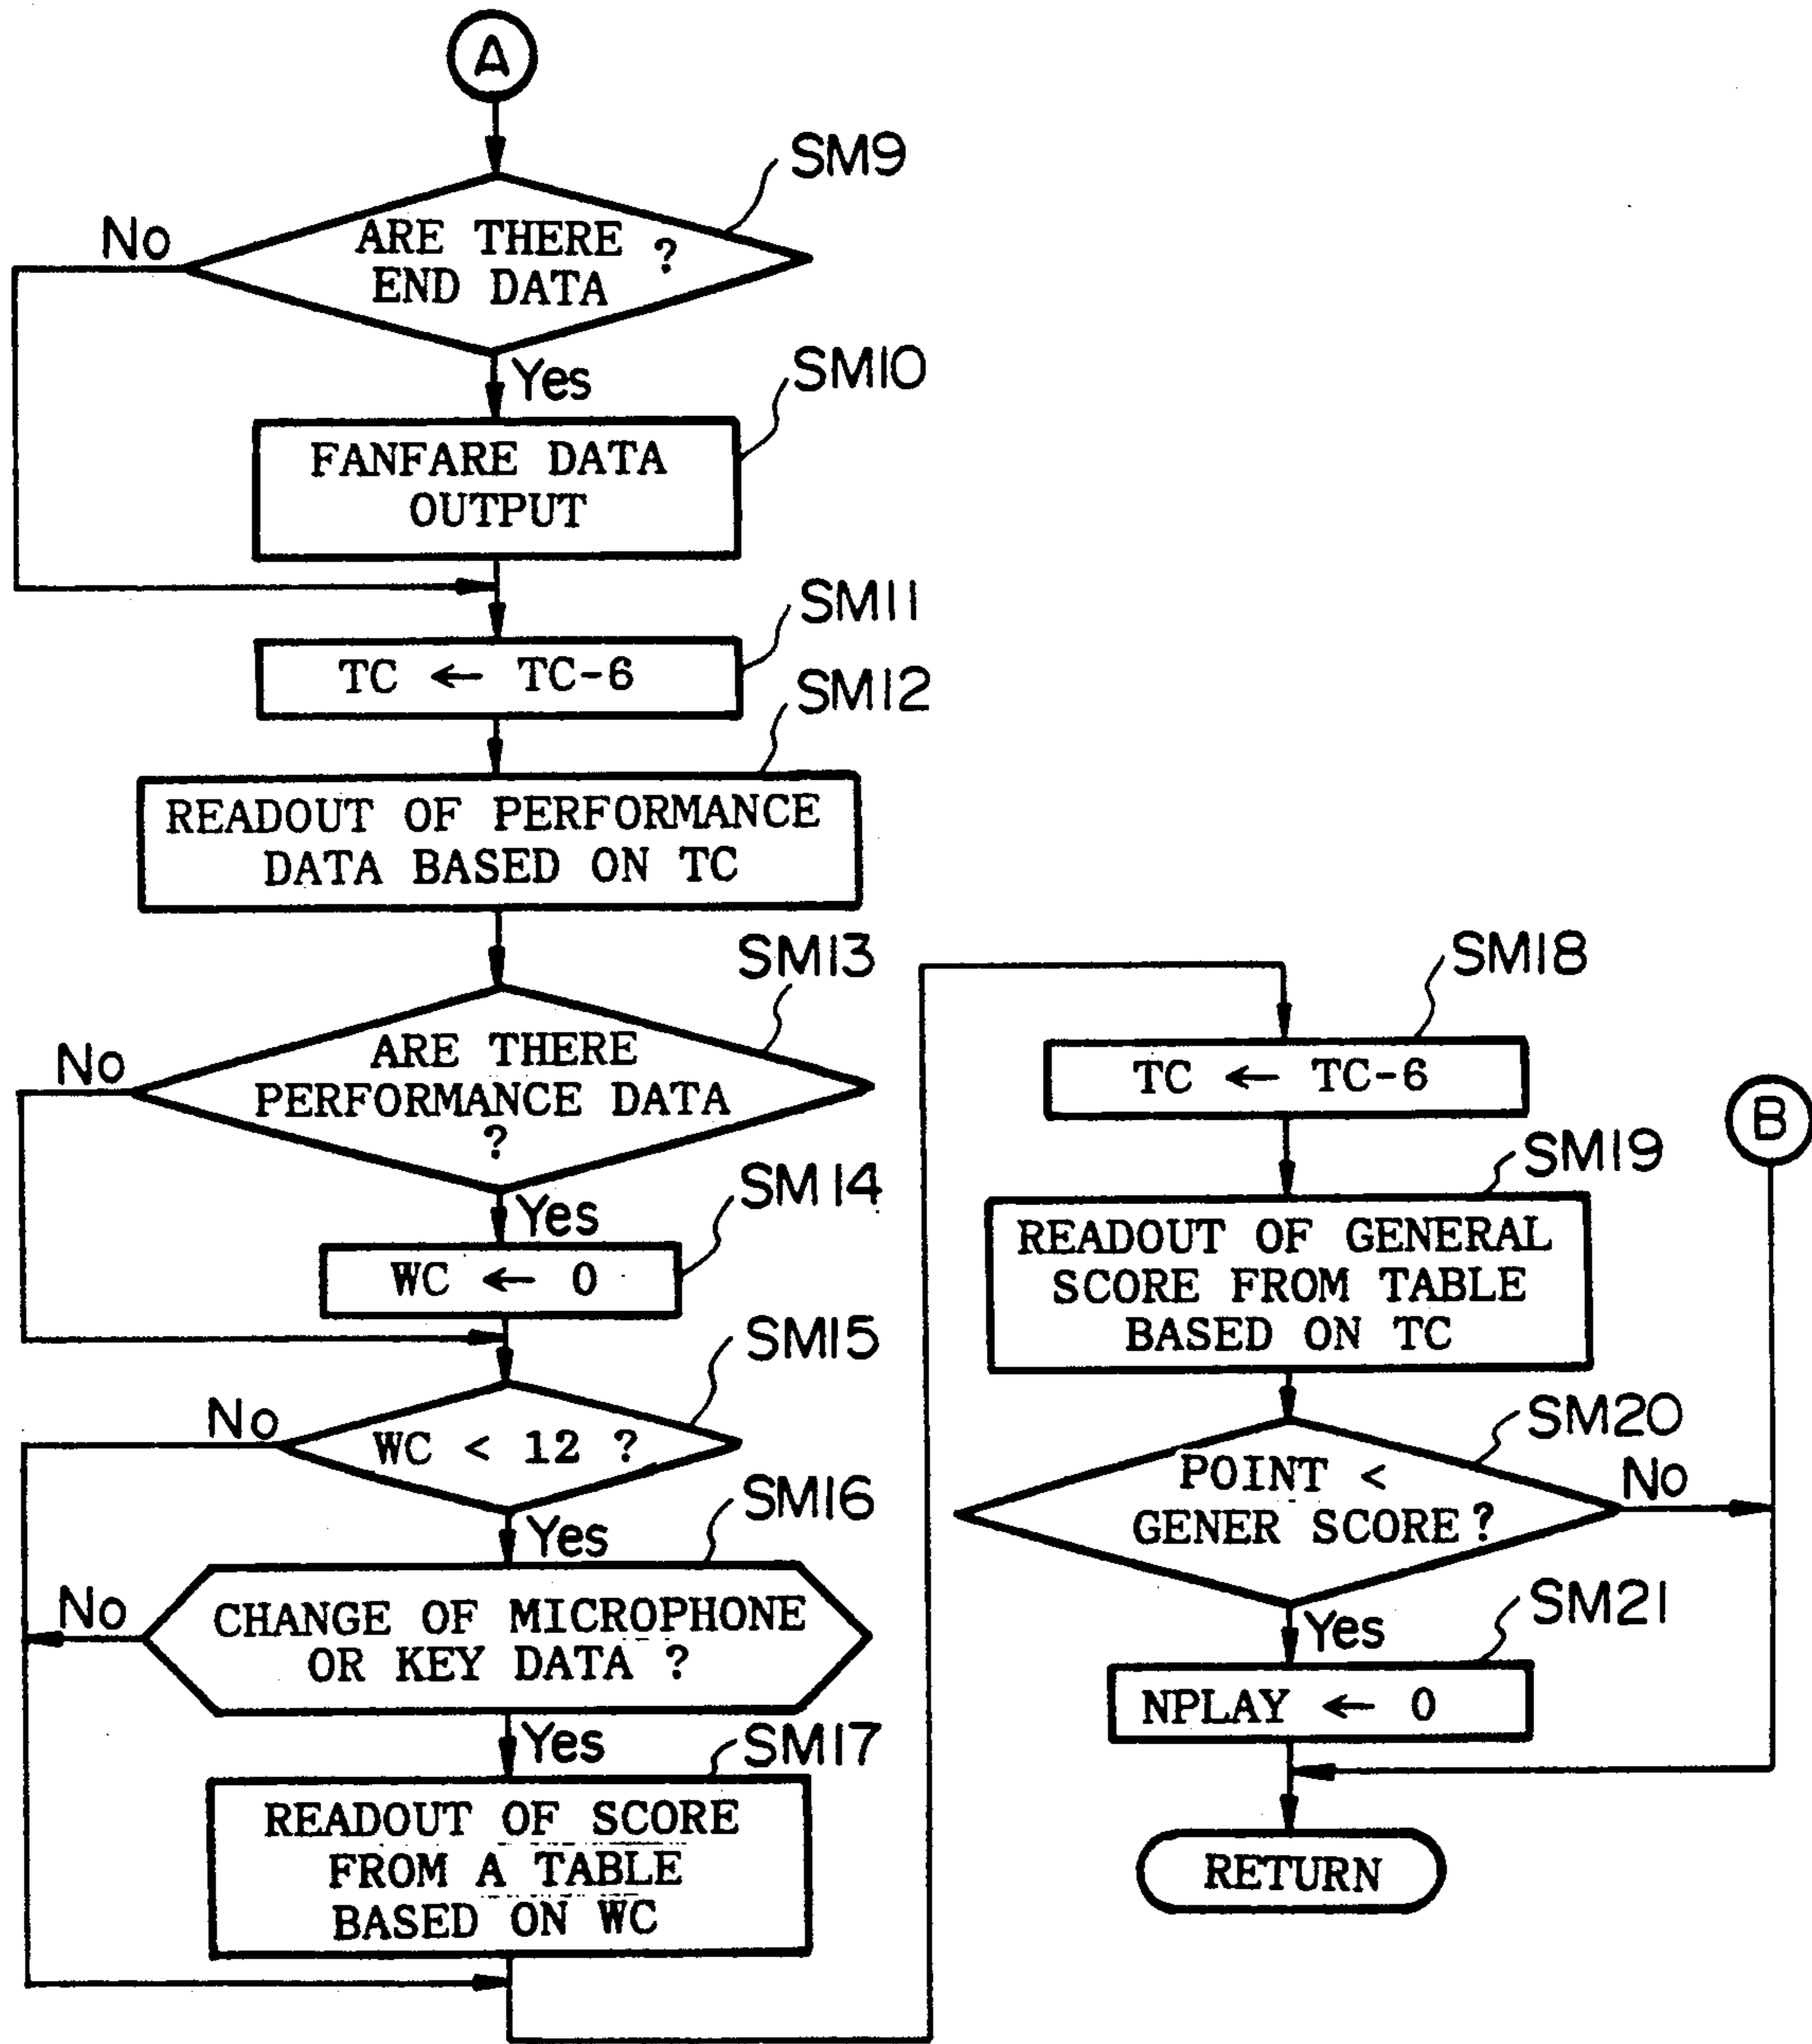 A
SM9
No
ARE THERE ?
END DATA
Yes
SM10
FANFARE DATA
OUTPUT
SM11
TC ← TC-6
SM12
READOUT OF PERFORMANCE
DATA BASED ON TC
SM13
No
ARE THERE
PERFORMANCE DATA
?
Yes
SM14
WC ← 0
SM15
No
WC < 12 ?
Yes
SM16
No
CHANGE OF MICROPHONE
OR KEY DATA ?
Yes
SM17
READOUT OF SCORE
FROM A TABLE
BASED ON WC
SM18
TC ← TC-6
B
SM19
READOUT OF GENERAL
SCORE FROM TABLE
BASED ON TC
SM20
POINT <
GENER SCORE ?
No
Yes
SM21
NPLAY ← 0
RETURN